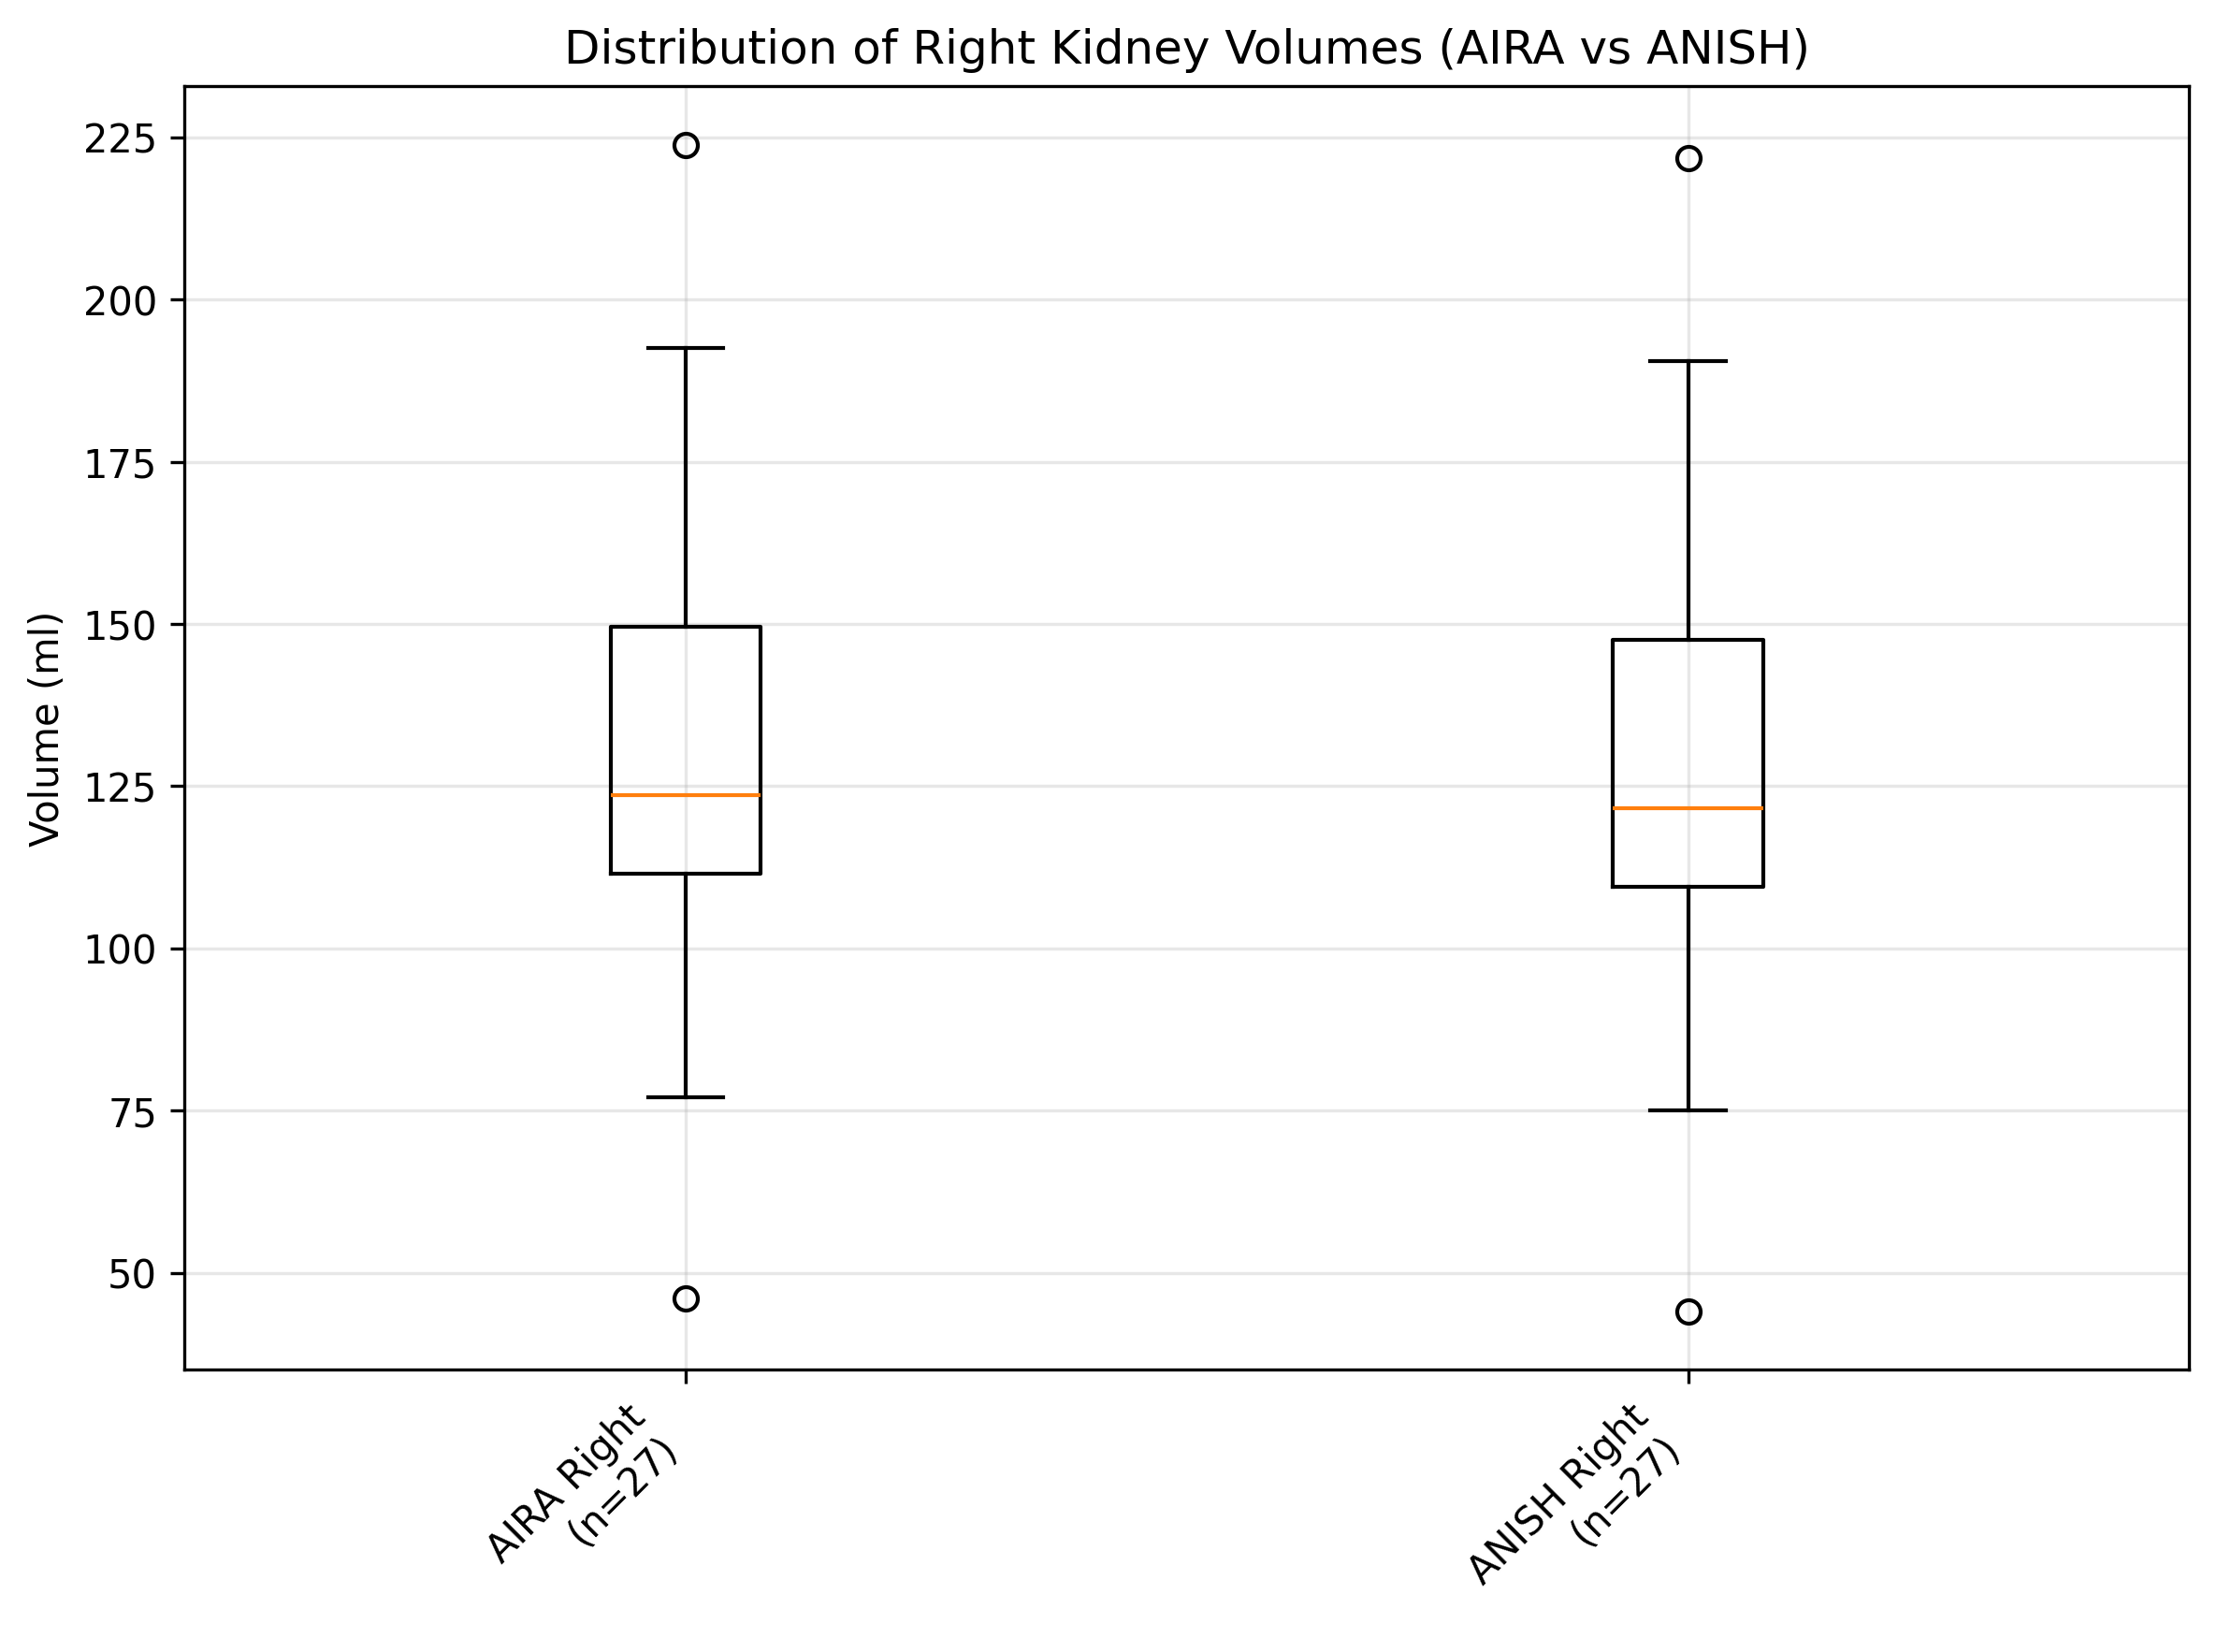 Distribution of Right Kidney Volumes (AIRA vs ANISH)
Volume (ml)
225
200
175
150
125
100
75
50
AIRA Right
(n=27)
ANISH Right
(n=27)